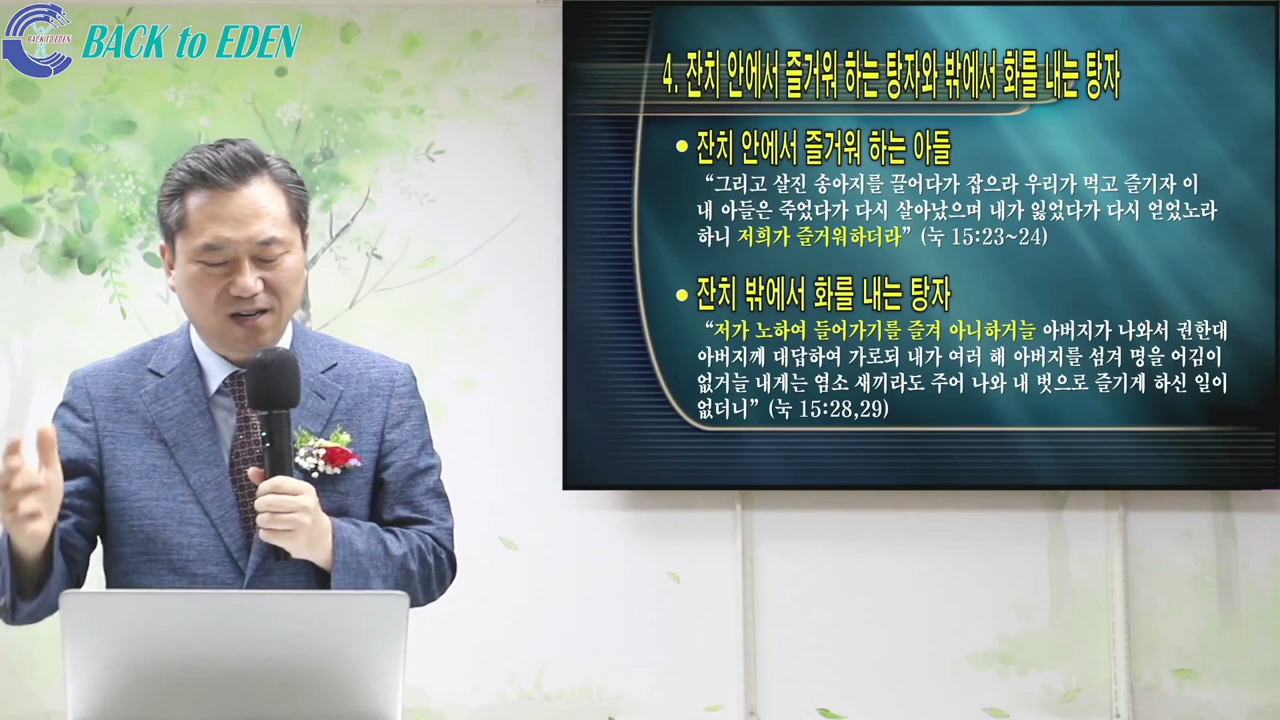 BACK to EDEN
BACK TO EDEN
4. 잔치 안에서 즐거워 하는 탕자와 밖에서 화를 내는 탕자
• 잔치 안에서 즐거워 하는 아들
“그리고 살진 송아지를 끌어다가 잡으라 우리가 먹고 즐기자 이
내 아들은 죽었다가 다시 살아났으며 내가 잃었다가 다시 얻었노라
하니 저희가 즐거워하더라” (눅 15:23~24)
• 잔치 밖에서 화를 내는 탕자
“저가 노하여 들어가기를 즐겨 아니하거늘 아버지가 나와서 권한대
아버지께 대답하여 가로되 내가 여러 해 아버지를 섬겨 명을 어김이
없거늘 내게는 염소 새끼라도 주어 나와 내 벗으로 즐기게 하신 일이
없더니” (눅 15:28,29)